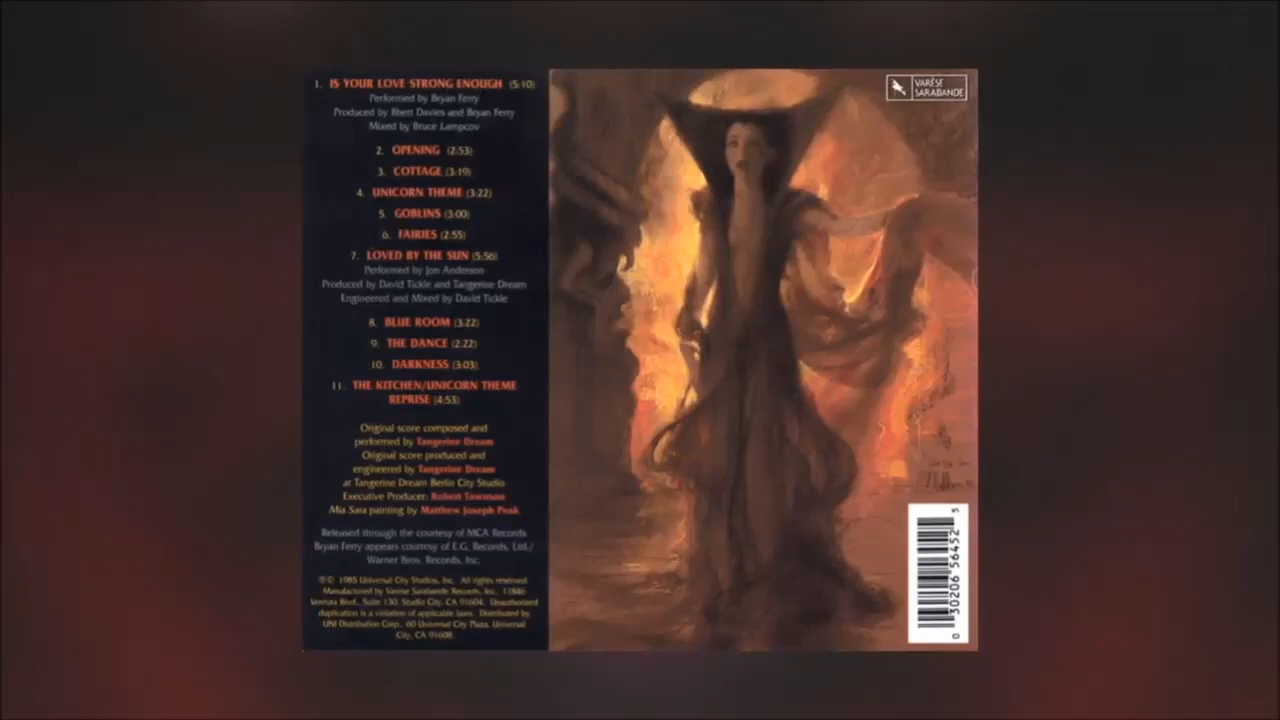 1. IS YOUR LOVE STRONG ENOUGH (5:10)
Performed by Bryan Ferry
Produced by Rhett Davies and Bryan Ferry
Mixed by Bruce Lampcov
2. OPENING (2:53)
3. COTTAGE (3:19)
4. UNICORN THEME (3:22)
5. GOBLINS (3:00)
6. FAIRIES (2:55)
7. LOVED BY THE SUN (5:56)
Performed by Jon Anderson
Produced by David Tickle and Tangerine Dream
Engineered and Mixed by David Tickle
8. BLUE ROOM (3:22)
9. THE DANCE (2:22)
10. DARKNESS (3:03)
11. THE KITCHEN/UNICORN THEME
REPRISE (4:53)
Original score composed and
performed by Tangerine Dream
Original score produced and
engineered by Tangerine Dream
at Tangerine Dream Berlin City Studio
Executive Producer: Robert Townson
Mia Sara painting by Matthew Joseph Peak
Released through the courtesy of MCA Records
Bryan Ferry appears courtesy of E.G. Records, Ltd./
Warner Bros. Records, Inc.
℗© 1985 Universal City Studios, Inc. All rights reserved.
Manufactured by Varese Sarabande Records, Inc., 11846
Ventura Blvd., Suite 130, Studio City, CA 91604. Unauthorized
duplication is a violation of applicable laws. Distributed by
UNI Distribution Corp., 60 Universal City Plaza, Universal
City, CA 91608.
VARÈSE
SARABANDE
0 30206 56452 5